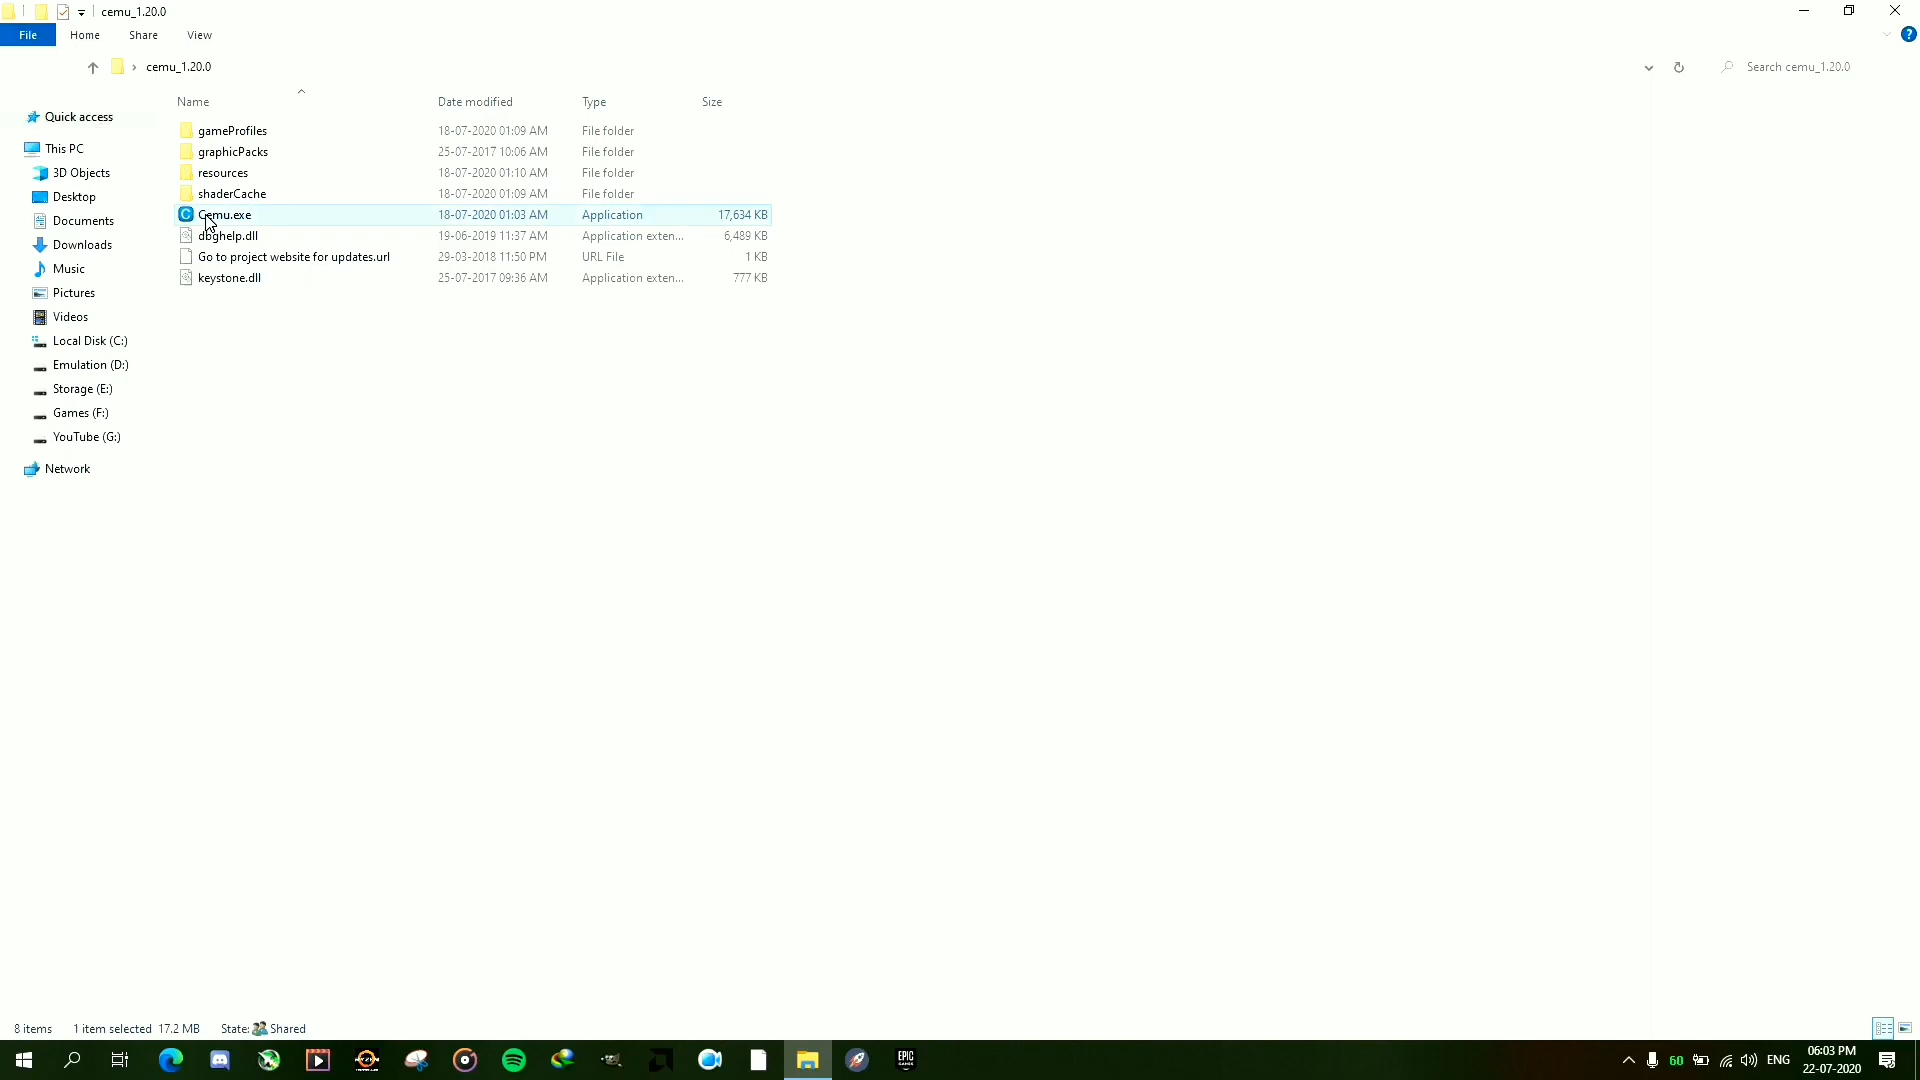 cemu_1.20.0
File Home Share View
cemu_1.20.0
Search cemu_1.20.0
Name Date modified Type Size
Quick access
This PC
3D Objects
Desktop
Documents
Downloads
Music
Pictures
Videos
Local Disk (C:)
Emulation (D:)
Storage (E:)
Games (F:)
YouTube (G:)
Network
gameProfiles 18-07-2020 01:09 AM File folder
graphicPacks 25-07-2017 10:06 AM File folder
resources 18-07-2020 01:10 AM File folder
shaderCache 18-07-2020 01:09 AM File folder
Cemu.exe 18-07-2020 01:03 AM Application 17,634 KB
dbghelp.dll 19-06-2019 11:37 AM Application exten... 6,489 KB
Go to project website for updates.url 29-03-2018 11:50 PM URL File 1 KB
keystone.dll 25-07-2017 09:36 AM Application exten... 777 KB
8 items 1 item selected 17.2 MB State: Shared
RYZEN
EPIC
GAMES
60 ENG
06:03 PM
22-07-2020